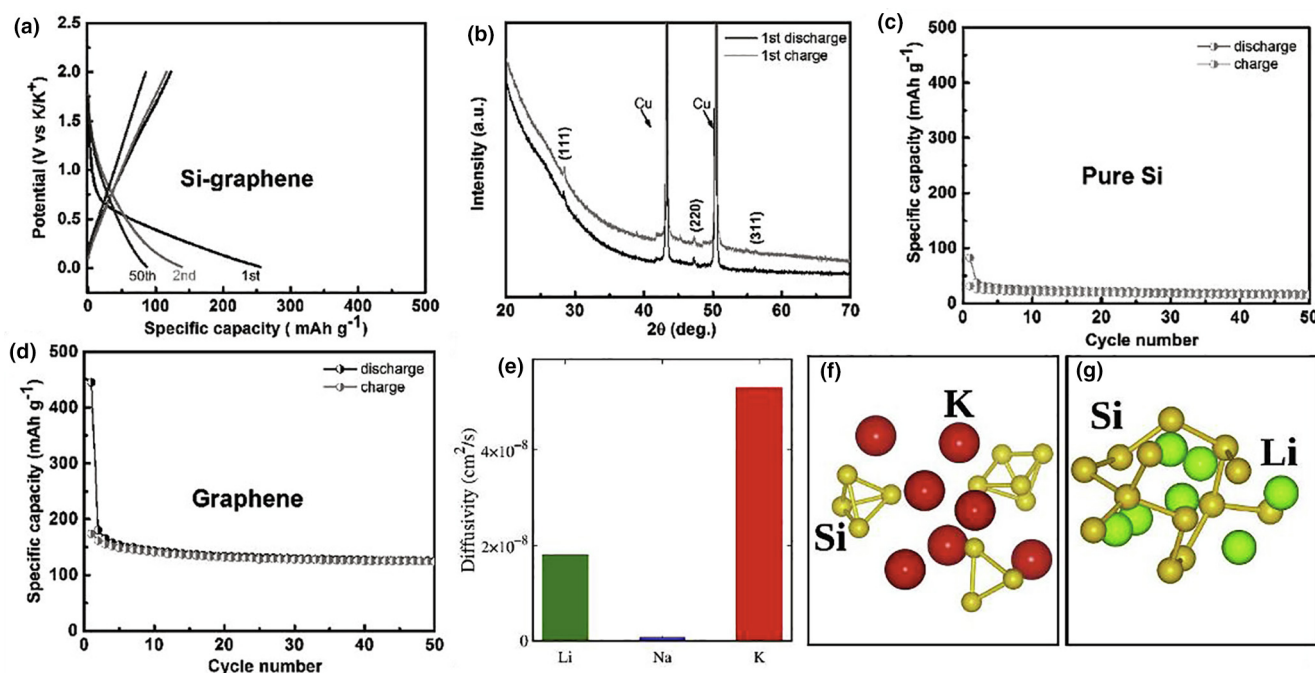 (a)
2.5
2.0
1.5
1.0
0.5
0.0
Potential (V vs K/K⁺)
Si-graphene
50th 2nd 1st
0 100 200 300 400 500
Specific capacity ( mAh g⁻¹)
(b)
1st discharge
1st charge
Intensity (a.u.)
Cu Cu
(111)
(220)
(311)
20 30 40 50 60 70
2θ (deg.)
(c)
500
400
300
200
100
0
Specific capacity (mAh g⁻¹)
discharge
charge
Pure Si
0 10 20 30 40 50
Cycle number
(d)
500
450
400
350
300
250
200
150
100
50
0
Specific capacity (mAh g⁻¹)
discharge
charge
Graphene
0 10 20 30 40 50
Cycle number
(e)
4×10⁻⁸
2×10⁻⁸
0
Diffusivity (cm²/s)
Li Na K
(f)
K
Si
(g)
Si
Li